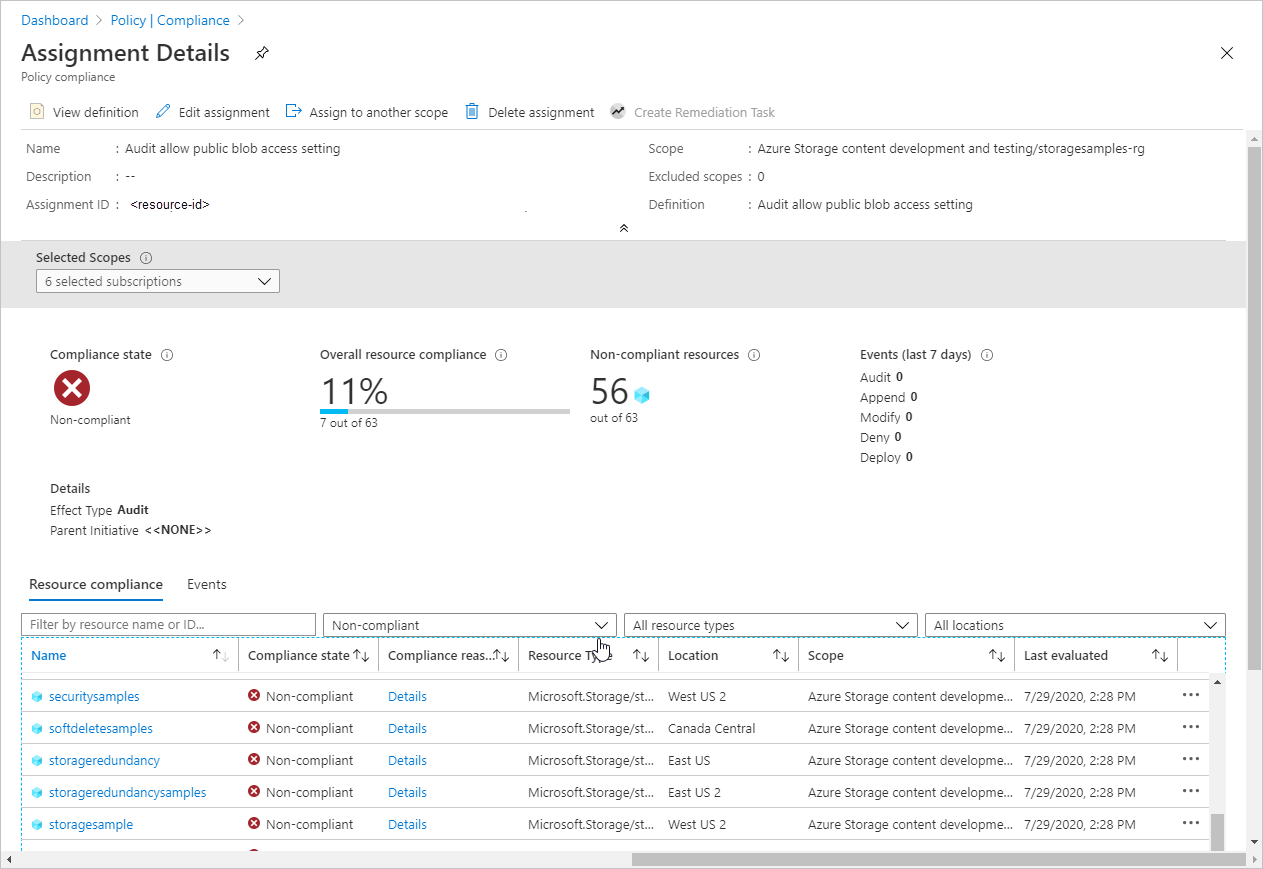 Dashboard > Policy | Compliance >
Assignment Details
Policy compliance
View definition Edit assignment Assign to another scope Delete assignment Create Remediation Task
Name : Audit allow public blob access setting Scope : Azure Storage content development and testing/storagesamples-rg
Description : -- Excluded scopes : 0
Assignment ID : <resource-id> Definition : Audit allow public blob access setting
Selected Scopes
6 selected subscriptions
Compliance state Overall resource compliance Non-compliant resources Events (last 7 days)
11% 56 Audit 0
Append 0
Non-compliant 7 out of 63 out of 63 Modify 0
Deny 0
Deploy 0
Details
Effect Type Audit
Parent Initiative <<NONE>>
Resource compliance Events
Filter by resource name or ID... Non-compliant All resource types All locations
Name Compliance state Compliance reas... Resource Type Location Scope Last evaluated
securitysamples Non-compliant Details Microsoft.Storage/st... West US 2 Azure Storage content developme... 7/29/2020, 2:28 PM ...
softdeletesamples Non-compliant Details Microsoft.Storage/st... Canada Central Azure Storage content developme... 7/29/2020, 2:28 PM ...
storageredundancy Non-compliant Details Microsoft.Storage/st... East US Azure Storage content developme... 7/29/2020, 2:28 PM ...
storageredundancysamples Non-compliant Details Microsoft.Storage/st... East US 2 Azure Storage content developme... 7/29/2020, 2:28 PM ...
storagesample Non-compliant Details Microsoft.Storage/st... West US 2 Azure Storage content developme... 7/29/2020, 2:28 PM ...